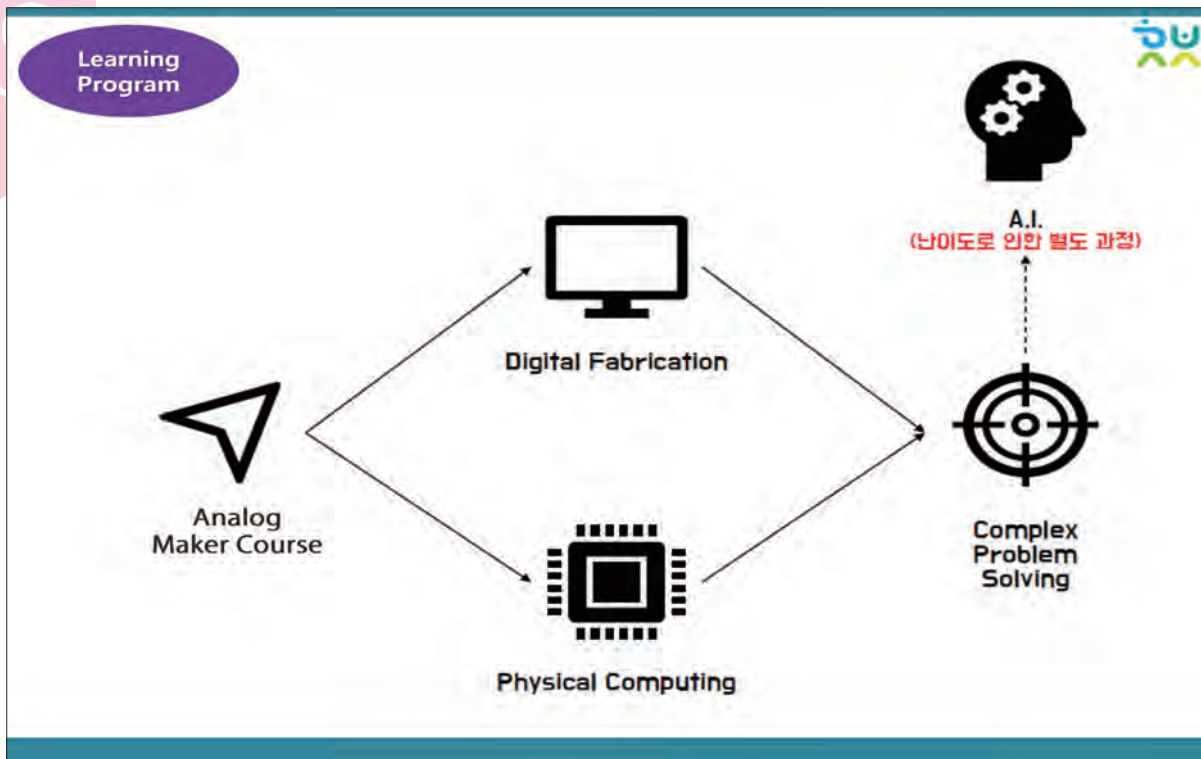 Learning
Program
A.I.
(난이도로 인한 별도 과정)
Digital Fabrication
Analog
Maker Course
Complex
Problem
Solving
Physical Computing